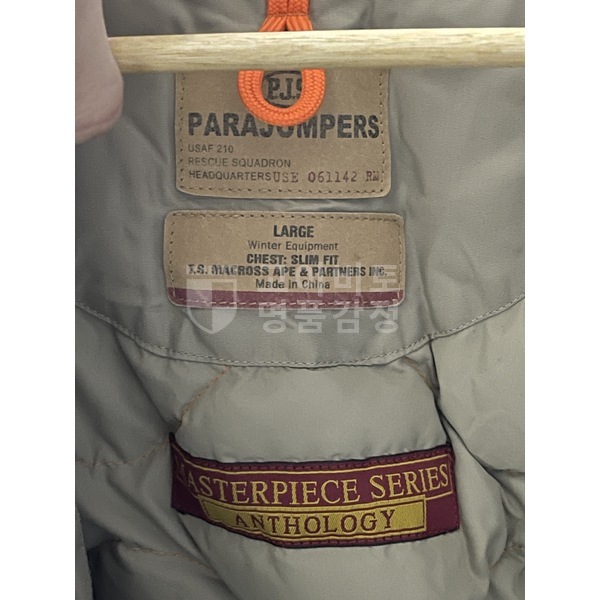 P.J.S
PARAJUMPERS
USAF 210
RESCUE SQUADRON
HEADQUARTERS USE 061142 RW
LARGE
Winter Equipment
CHEST: SLIM FIT
T.S. MACROSS APE & PARTNERS INC.
Made in China
명품감정
MASTERPIECE SERIES
ANTHOLOGY